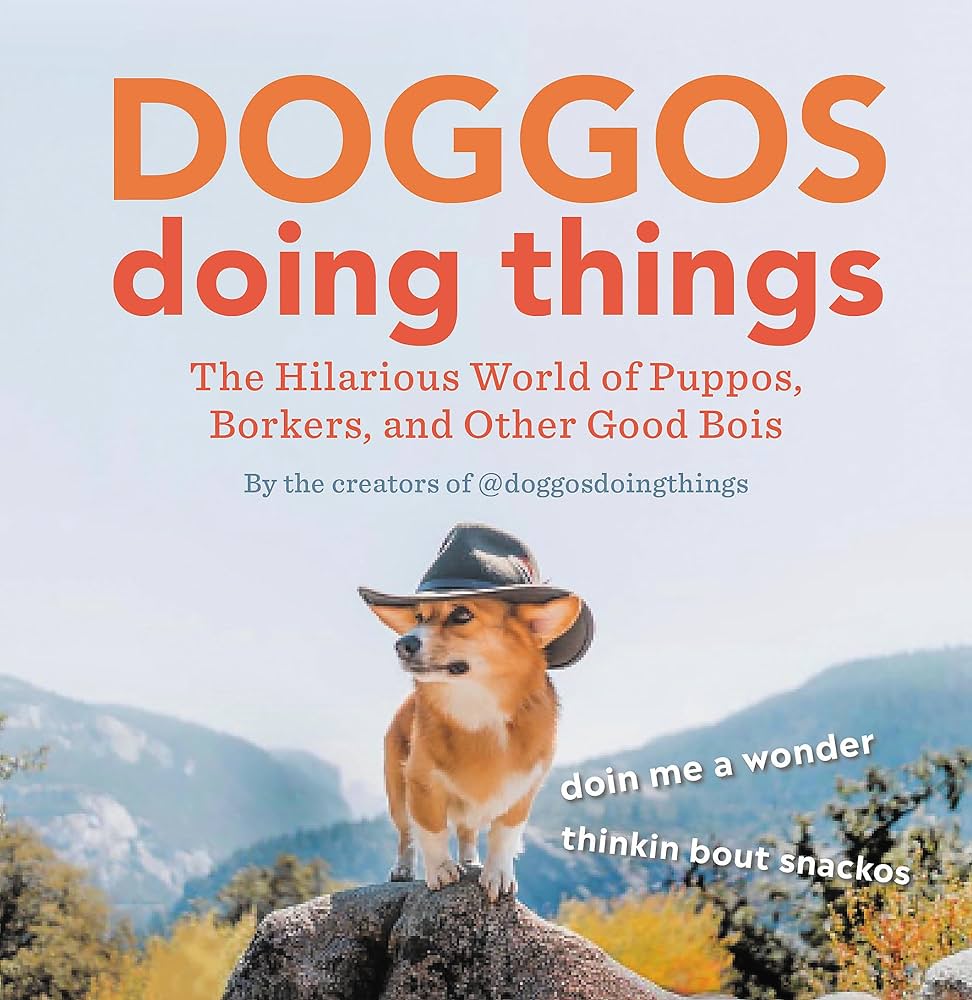 DOGGOS
doing things
The Hilarious World of Puppos,
Borkers, and Other Good Bois
By the creators of @doggosdoingthings
doin me a wonder
thinkin bout snackos